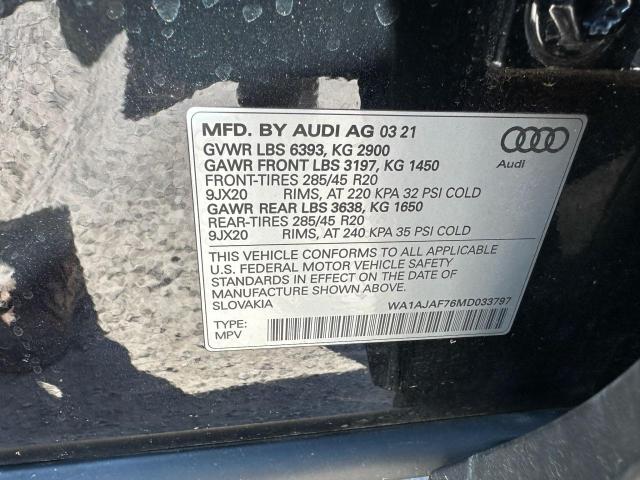 MFD. BY AUDI AG 03 21
GVWR LBS 6393, KG 2900
GAWR FRONT LBS 3197, KG 1450
FRONT-TIRES 285/45 R20
9JX20 RIMS, AT 220 KPA 32 PSI COLD
GAWR REAR LBS 3638, KG 1650
REAR-TIRES 285/45 R20
9JX20 RIMS, AT 240 KPA 35 PSI COLD
Audi
THIS VEHICLE CONFORMS TO ALL APPLICABLE
U.S. FEDERAL MOTOR VEHICLE SAFETY
STANDARDS IN EFFECT ON THE DATE OF
MANUFACTURE SHOWN ABOVE.
SLOVAKIA WA1AJAF76MD033797
TYPE:
MPV